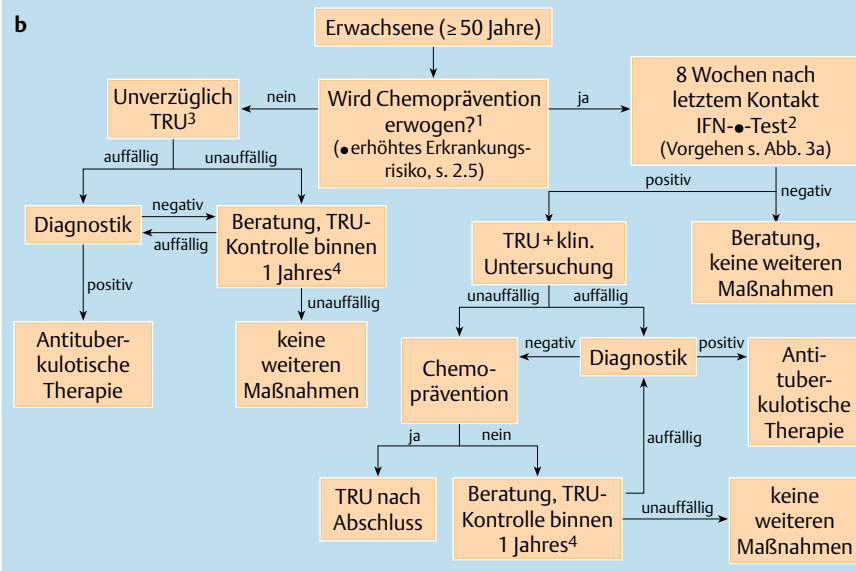 b
Erwachsene (≥ 50 Jahre)
Unverzüglich
TRU³
nein
Wird Chemoprävention
erwogen?¹
(● erhöhtes Erkrankungs-
risiko, s. 2.5)
ja
8 Wochen nach
letztem Kontakt
IFN-●-Test²
(Vorgehen s. Abb. 3a)
auffällig
unauffällig
positiv
negativ
Diagnostik
negativ
auffällig
Beratung, TRU-
Kontrolle binnen
1 Jahres⁴
TRU + klin.
Untersuchung
Beratung,
keine weiteren
Maßnahmen
positiv
unauffällig
unauffällig
auffällig
Antituber-
kulotische
Therapie
keine
weiteren
Maßnahmen
Chemo-
prävention
negativ
Diagnostik
positiv
Anti-
tuber-
kulotische
Therapie
ja
nein
auffällig
TRU nach
Abschluss
Beratung, TRU-
Kontrolle binnen
1 Jahres⁴
unauffällig
keine
weiteren
Maßnahmen